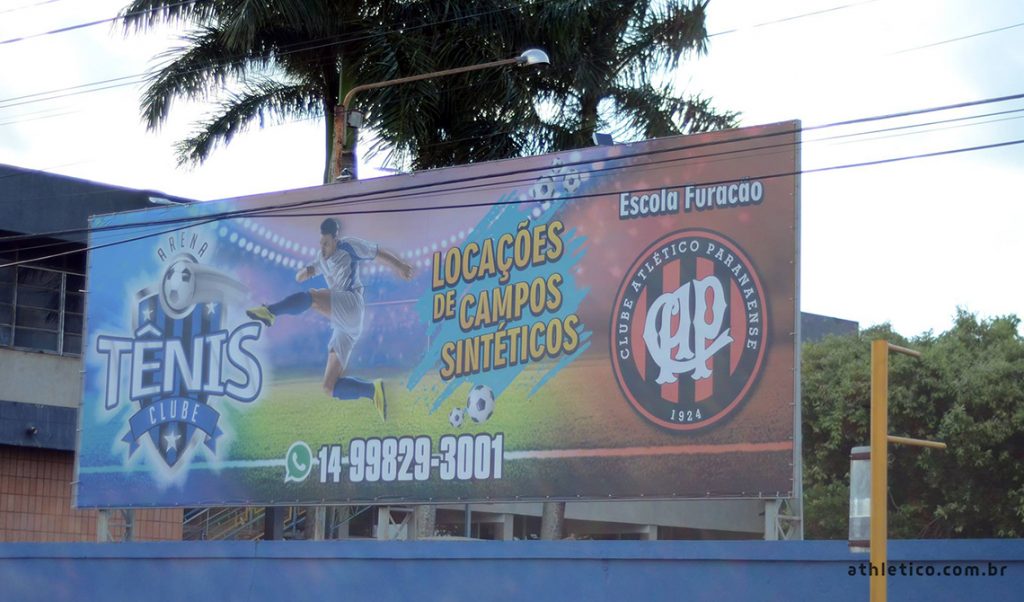 ARENA
TÊNIS
CLUBE
LOCAÇÕES
DE CAMPOS
SINTÉTICOS
14-99829-3001
Escola Furacão
CLUBE ATLÉTICO PARANAENSE
CAP
1924
athletico.com.br